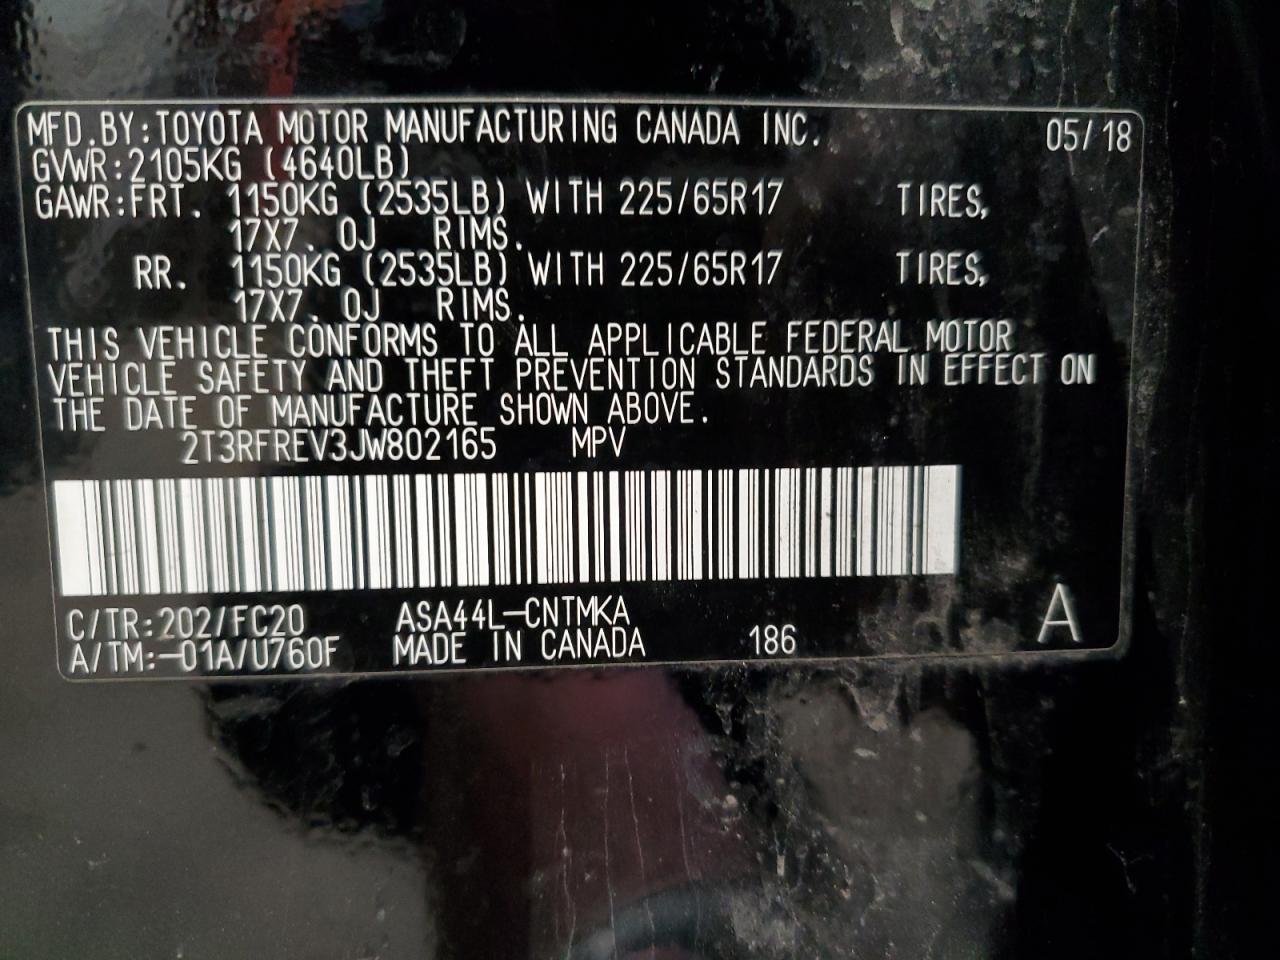 MFD.BY:TOYOTA MOTOR MANUFACTURING CANADA INC. 05/18
GVWR:2105KG (4640LB)
GAWR:FRT. 1150KG (2535LB) WITH 225/65R17 TIRES,
17X7.0J RIMS.
RR. 1150KG (2535LB) WITH 225/65R17 TIRES,
17X7.0J RIMS.
THIS VEHICLE CONFORMS TO ALL APPLICABLE FEDERAL MOTOR
VEHICLE SAFETY AND THEFT PREVENTION STANDARDS IN EFFECT ON
THE DATE OF MANUFACTURE SHOWN ABOVE.
2T3RFREV3JW802165 MPV
C/TR:202/FC20 ASA44L-CNTMKA
A/TM:-01A/U760F MADE IN CANADA 186 A